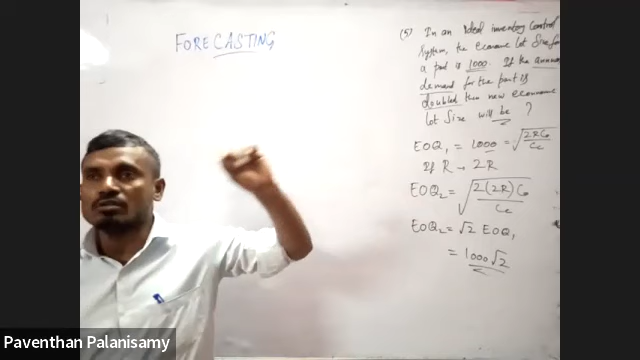 FORECASTING
(5) In an ideal inventory control
system, the economic lot size for
a part is 1000. If the annual
demand for the part is
doubled then new economic
lot size will be ?
EOQ₁ = 1000 = √(2RC₀/Cc)
If R → 2R
EOQ₂ = √(2(2R)C₀/Cc)
EOQ₂ = √2 EOQ₁
= 1000√2
Paventhan Palanisamy